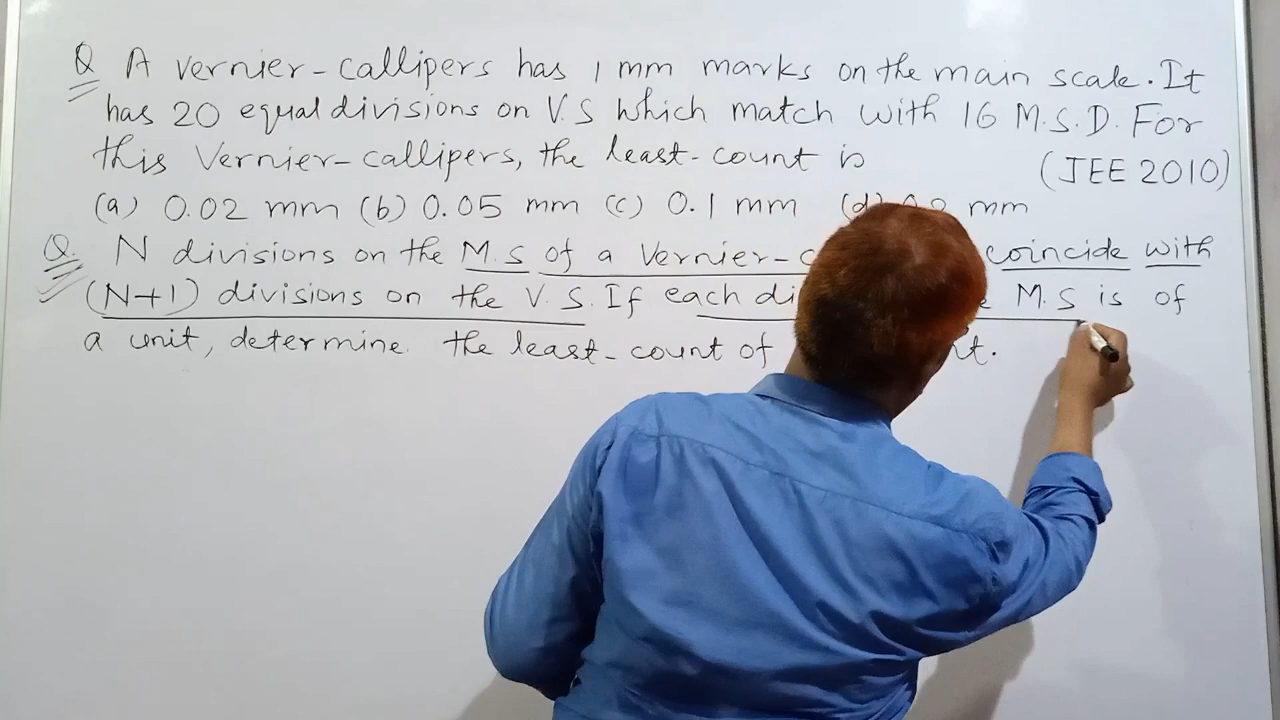 Q A vernier-callipers has 1 mm marks on the main scale. It
has 20 equal divisions on V.S which match with 16 M.S.D. For
this Vernier-callipers, the least-count is (JEE 2010)
(a) 0.02 mm (b) 0.05 mm (c) 0.1 mm (d) mm
Q. N divisions on the M.S of a Vernier- coincide with
(N+1) divisions on the V.S. If each M.S is of
a unit, determine the least-count of